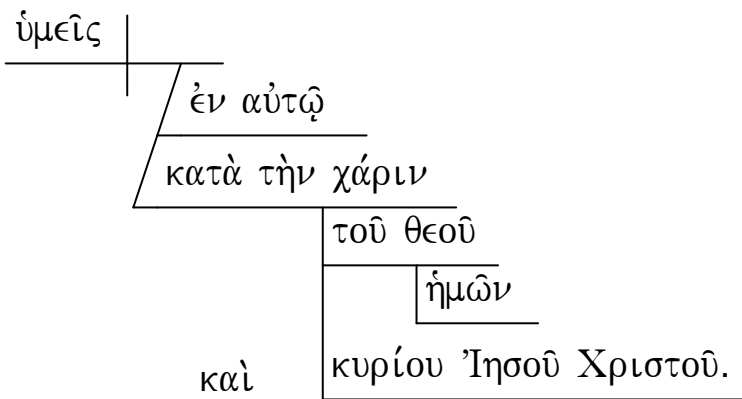 ὑμεῖς
ἐν αὐτῷ
κατὰ τὴν χάριν
τοῦ θεοῦ
ἡμῶν
καὶ κυρίου Ἰησοῦ Χριστοῦ.